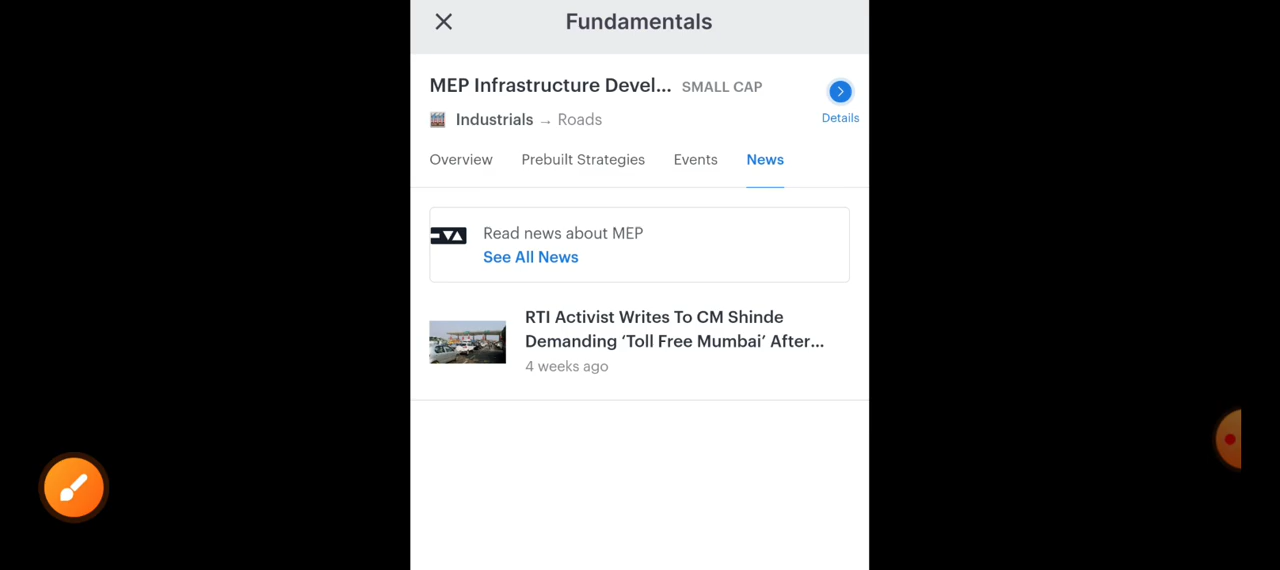 Fundamentals
MEP Infrastructure Devel... SMALL CAP
Industrials → Roads
Details
Overview Prebuilt Strategies Events News
Read news about MEP
See All News
RTI Activist Writes To CM Shinde
Demanding ‘Toll Free Mumbai’ After...
4 weeks ago